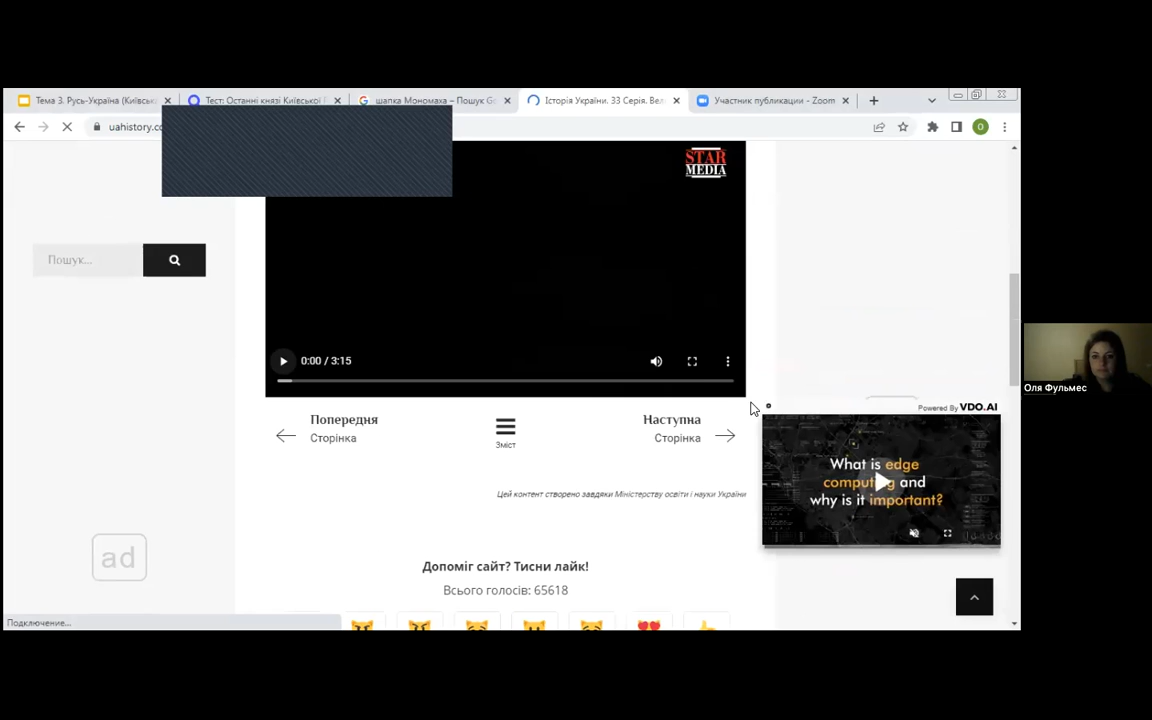 Тема 3. Русь-Україна (Київськ
Тест: Останні князі Київської Р
шапка Мономаха – Пошук Go
Історія України. 33 Серія. Вел
Участник публикации - Zoom
uahistory.co
O
STAR
MEDIA
Пошук...
0:00 / 3:15
Попередня
Сторінка
Зміст
Наступна
Сторінка
Оля Фульмес
Powered By VDO.AI
What is edge
computing and
why is it important?
Цей контент створено завдяки Міністерству освіти і науки України
ad
Допоміг сайт? Тисни лайк!
Всього голосів: 65618
Подключение...